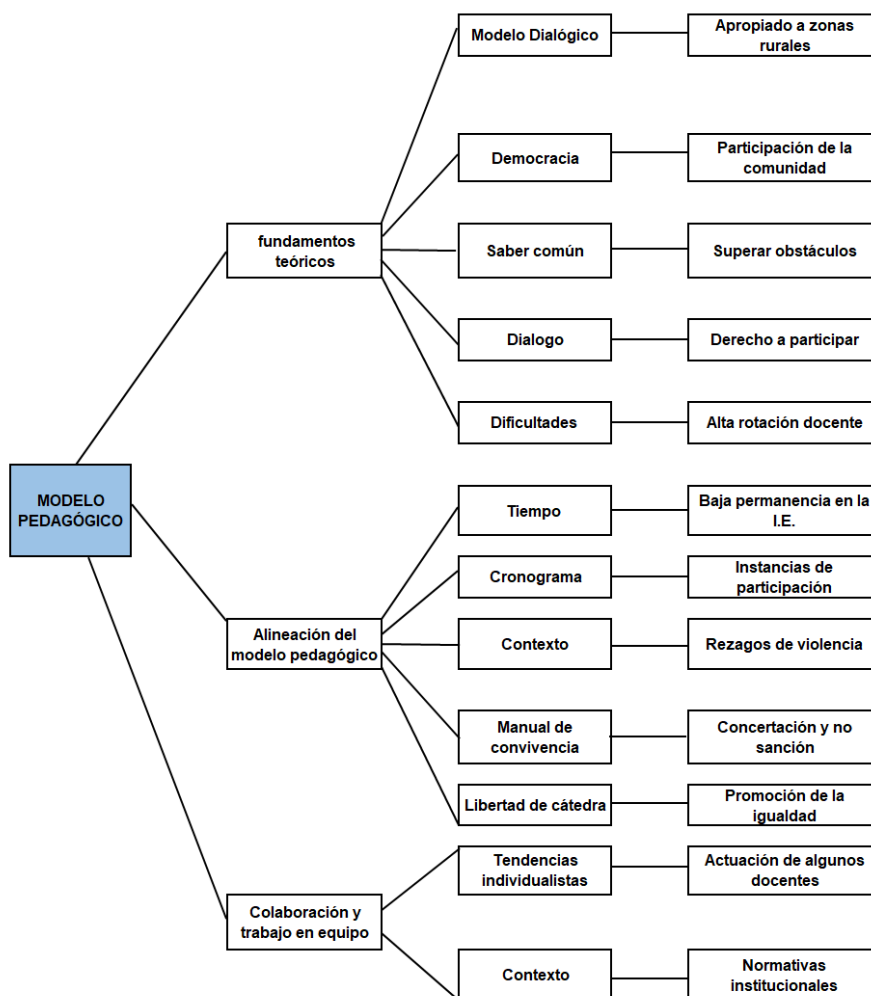 Modelo Dialógico
Apropiado a zonas
rurales
Democracia
Participación de la
comunidad
fundamentos
teóricos
Saber común
Superar obstáculos
Dialogo
Derecho a participar
Dificultades
Alta rotación docente
MODELO
PEDAGÓGICO
Tiempo
Baja permanencia en la
I.E.
Cronograma
Instancias de
participación
Alineación del
modelo pedagógico
Contexto
Rezagos de violencia
Manual de
convivencia
Concertación y no
sanción
Libertad de cátedra
Promoción de la
igualdad
Tendencias
individualistas
Actuación de algunos
docentes
Colaboración y
trabajo en equipo
Contexto
Normativas
institucionales